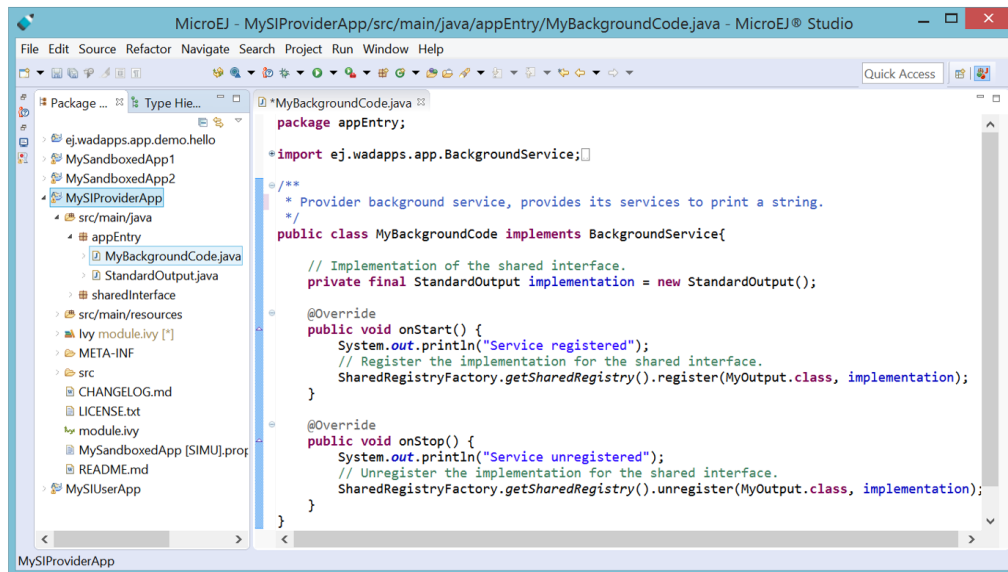 MicroEJ - MySIProviderApp/src/main/java/appEntry/MyBackgroundCode.java - MicroEJ® Studio
File Edit Source Refactor Navigate Search Project Run Window Help
Quick Access
Package ...
Type Hie...
ej.wadapps.app.demo.hello
MySandboxedApp1
MySandboxedApp2
MySIProviderApp
src/main/java
appEntry
MyBackgroundCode.java
StandardOutput.java
sharedInterface
src/main/resources
Ivy module.ivy [*]
META-INF
src
CHANGELOG.md
LICENSE.txt
module.ivy
MySandboxedApp [SIMU].prop
README.md
MySIUserApp
*MyBackgroundCode.java
package appEntry;
import ej.wadapps.app.BackgroundService;
/**
* Provider background service, provides its services to print a string.
*/
public class MyBackgroundCode implements BackgroundService{
// Implementation of the shared interface.
private final StandardOutput implementation = new StandardOutput();
@Override
public void onStart() {
System.out.println("Service registered");
// Register the implementation for the shared interface.
SharedRegistryFactory.getSharedRegistry().register(MyOutput.class, implementation);
}
@Override
public void onStop() {
System.out.println("Service unregistered");
// Unregister the implementation for the shared interface.
SharedRegistryFactory.getSharedRegistry().unregister(MyOutput.class, implementation);
}
}
MySIProviderApp